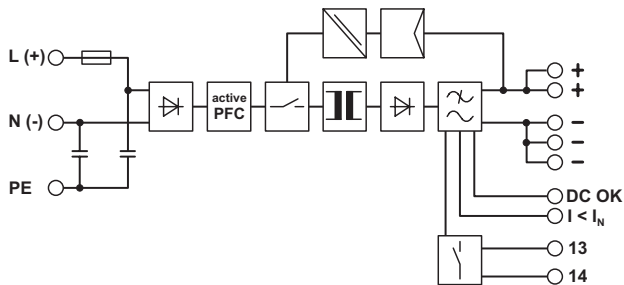 L (+)
N (-)
PE
active
PFC
+
+
–
–
–
DC OK
I < IN
13
14